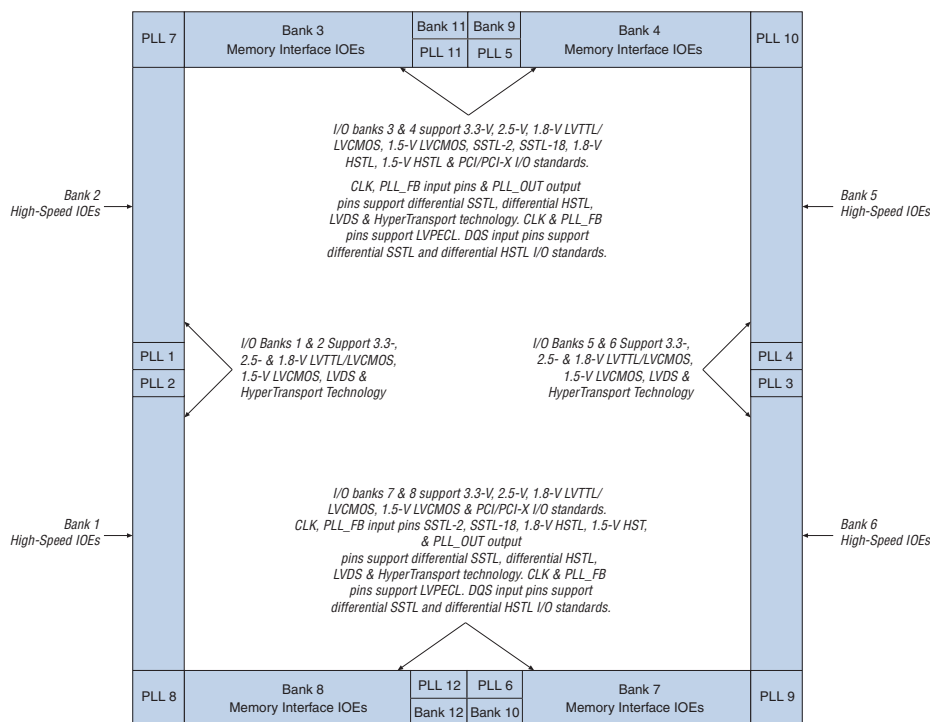 PLL 7
Bank 3
Memory Interface IOEs
Bank 11
Bank 9
PLL 11
PLL 5
Bank 4
Memory Interface IOEs
PLL 10
I/O banks 3 & 4 support 3.3-V, 2.5-V, 1.8-V LVTTL/
LVCMOS, 1.5-V LVCMOS, SSTL-2, SSTL-18, 1.8-V
HSTL, 1.5-V HSTL & PCI/PCI-X I/O standards.
CLK, PLL_FB input pins & PLL_OUT output
pins support differential SSTL, differential HSTL,
LVDS & HyperTransport technology. CLK & PLL_FB
pins support LVPECL. DQS input pins support
differential SSTL and differential HSTL I/O standards.
Bank 2
High-Speed IOEs
Bank 5
High-Speed IOEs
PLL 1
PLL 2
I/O Banks 1 & 2 Support 3.3-,
2.5- & 1.8-V LVTTL/LVCMOS,
1.5-V LVCMOS, LVDS &
HyperTransport Technology
I/O Banks 5 & 6 Support 3.3-,
2.5- & 1.8-V LVTTL/LVCMOS,
1.5-V LVCMOS, LVDS &
HyperTransport Technology
PLL 4
PLL 3
Bank 1
High-Speed IOEs
Bank 6
High-Speed IOEs
I/O banks 7 & 8 support 3.3-V, 2.5-V, 1.8-V LVTTL/
LVCMOS, 1.5-V LVCMOS & PCI/PCI-X I/O standards.
CLK, PLL_FB input pins SSTL-2, SSTL-18, 1.8-V HSTL, 1.5-V HST,
& PLL_OUT output
pins support differential SSTL, differential HSTL,
LVDS & HyperTransport technology. CLK & PLL_FB
pins support LVPECL. DQS input pins support
differential SSTL and differential HSTL I/O standards.
PLL 8
Bank 8
Memory Interface IOEs
PLL 12
PLL 6
Bank 12
Bank 10
Bank 7
Memory Interface IOEs
PLL 9